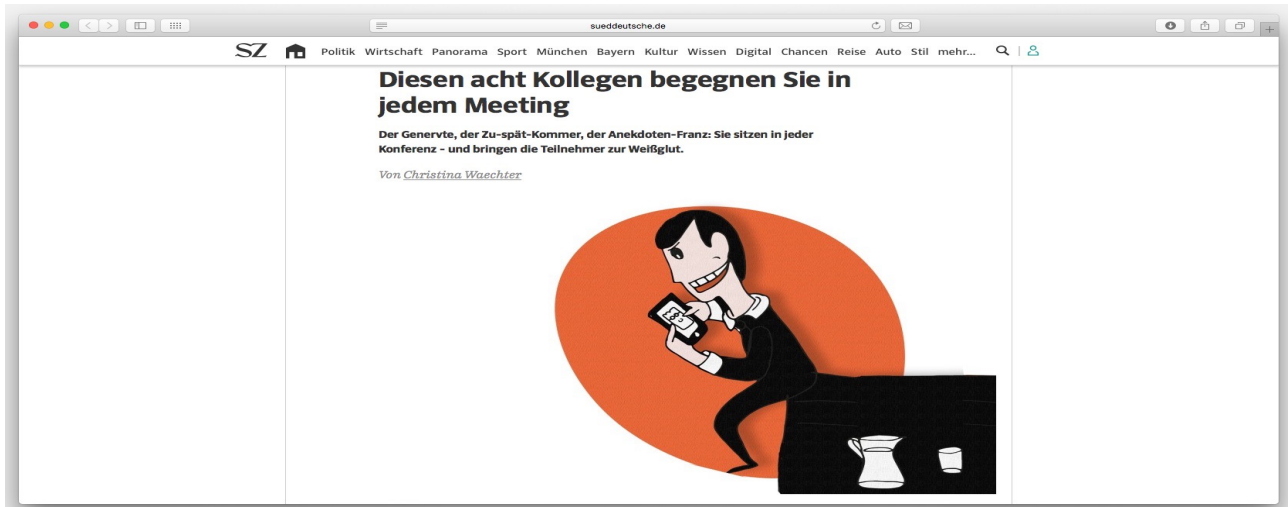 sueddeutsche.de
SZ Politik Wirtschaft Panorama Sport München Bayern Kultur Wissen Digital Chancen Reise Auto Stil mehr...
Diesen acht Kollegen begegnen Sie in
jedem Meeting
Der Genervte, der Zu-spät-Kommer, der Anekdoten-Franz: Sie sitzen in jeder
Konferenz – und bringen die Teilnehmer zur Weißglut.
Von Christina Waechter